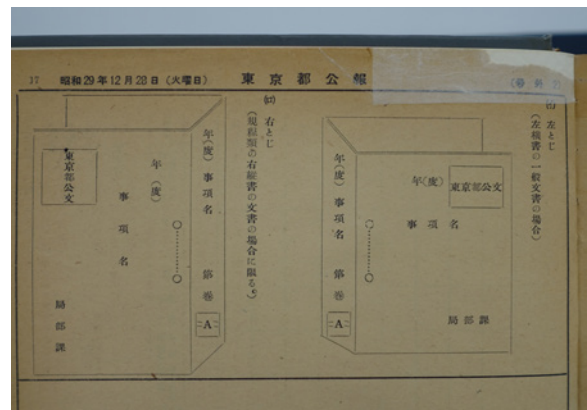 17 昭和29年12月28日（火曜日） 東京都公報 （号外2）
(イ) 左とじ
（左横書の一般文書の場合）
東京都公文
年(度)
事項名
局部課
年(度) 事項名 第 巻
A
(ロ) 右とじ
（規程類の右縦書の文書の場合に限る。）
年(度) 事項名 第 巻
A
年(度)
事項名
東京都公文
局部課